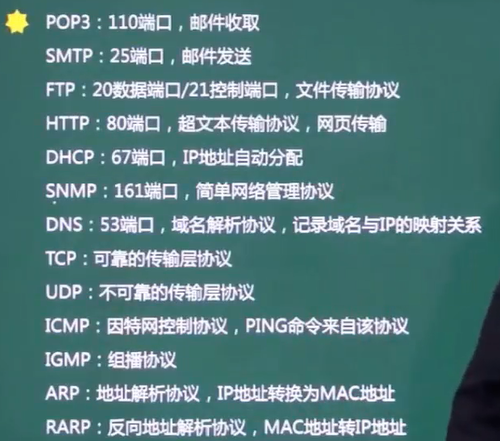 POP3：110端口，邮件收取
SMTP：25端口，邮件发送
FTP：20数据端口/21控制端口，文件传输协议
HTTP：80端口，超文本传输协议，网页传输
DHCP：67端口，IP地址自动分配
SNMP：161端口，简单网络管理协议
DNS：53端口，域名解析协议，记录域名与IP的映射关系
TCP：可靠的传输层协议
UDP：不可靠的传输层协议
ICMP：因特网控制协议，PING命令来自该协议
IGMP：组播协议
ARP：地址解析协议，IP地址转换为MAC地址
RARP：反向地址解析协议，MAC地址转IP地址